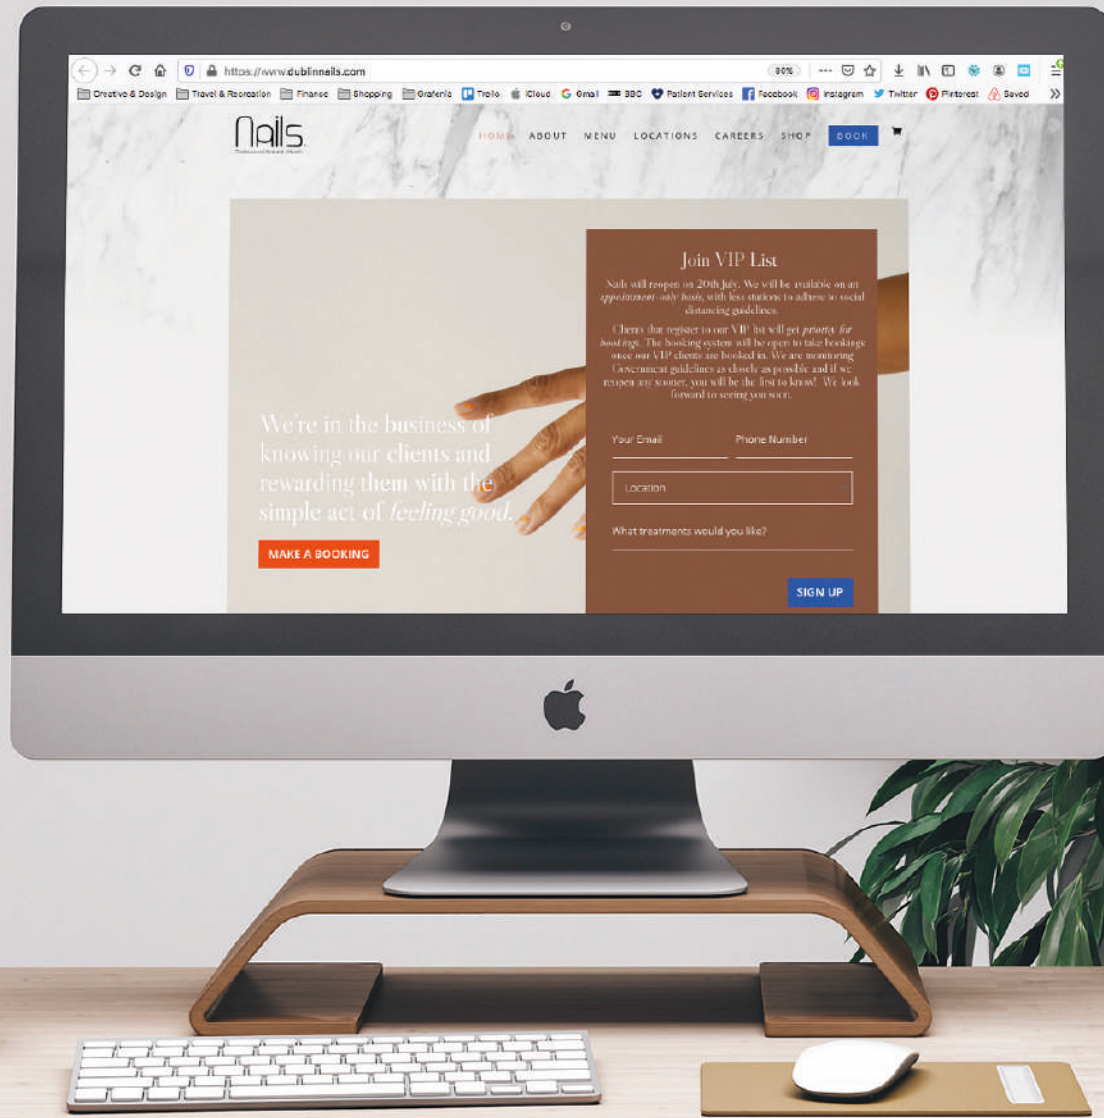 https://www.dublinnails.com
80%
Creative & Design Travel & Recreation Finance Shopping Grafenia Trello iCloud Gmail BBC Patient Services Facebook Instagram Twitter Pinterest Saved
Nails.
HOME ABOUT MENU LOCATIONS CAREERS SHOP BOOK
Join VIP List
Nails will reopen on 20th July. We will be available on an
appointment-only basis, with less stations to adhere to social
distancing guidelines.
Clients that register to our VIP list will get priority for
bookings. The booking system will be open to take bookings
once our VIP clients are booked in. We are monitoring
Government guidelines as closely as possible and if we
reopen any sooner, you will be the first to know! We look
forward to seeing you soon.
We're in the business of
knowing our clients and
rewarding them with the
simple act of feeling good.
MAKE A BOOKING
Your Email Phone Number
Location
What treatments would you like?
SIGN UP